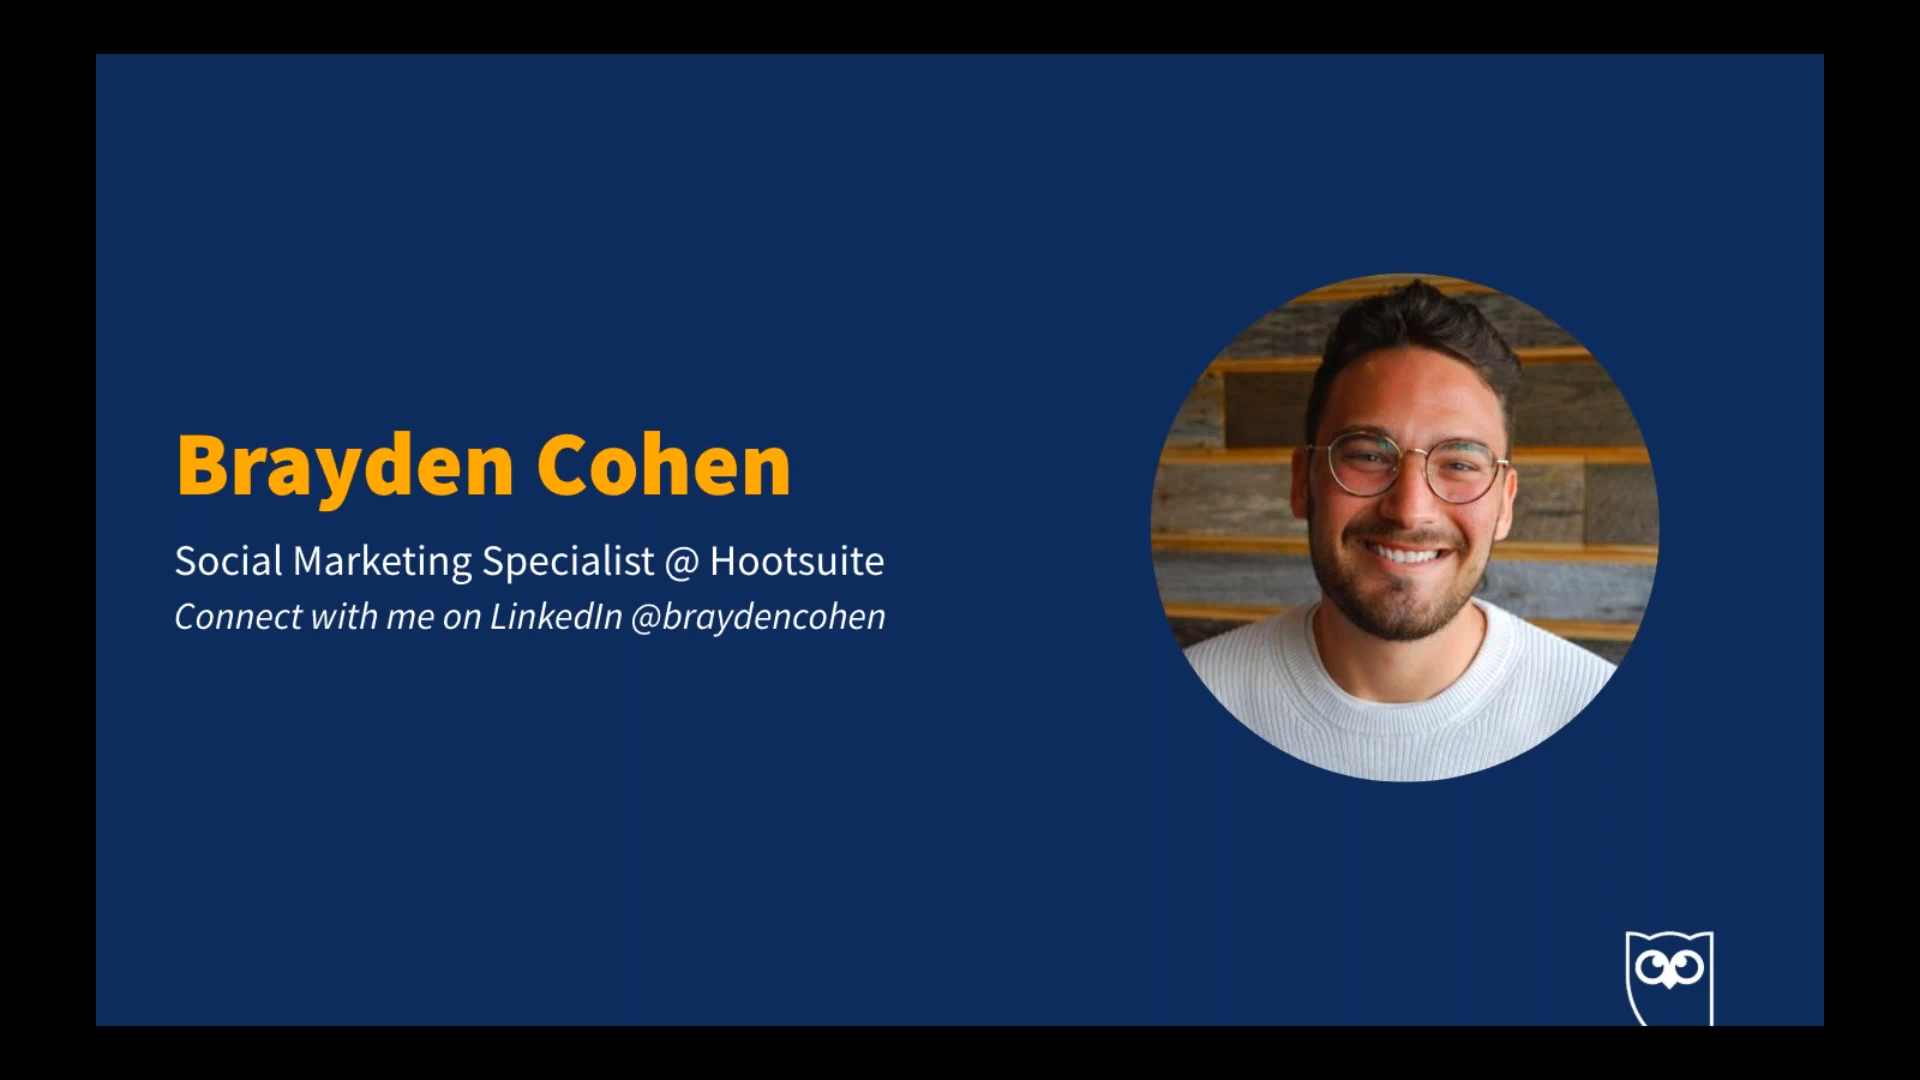 Brayden Cohen
Social Marketing Specialist @ Hootsuite
Connect with me on LinkedIn @braydencohen